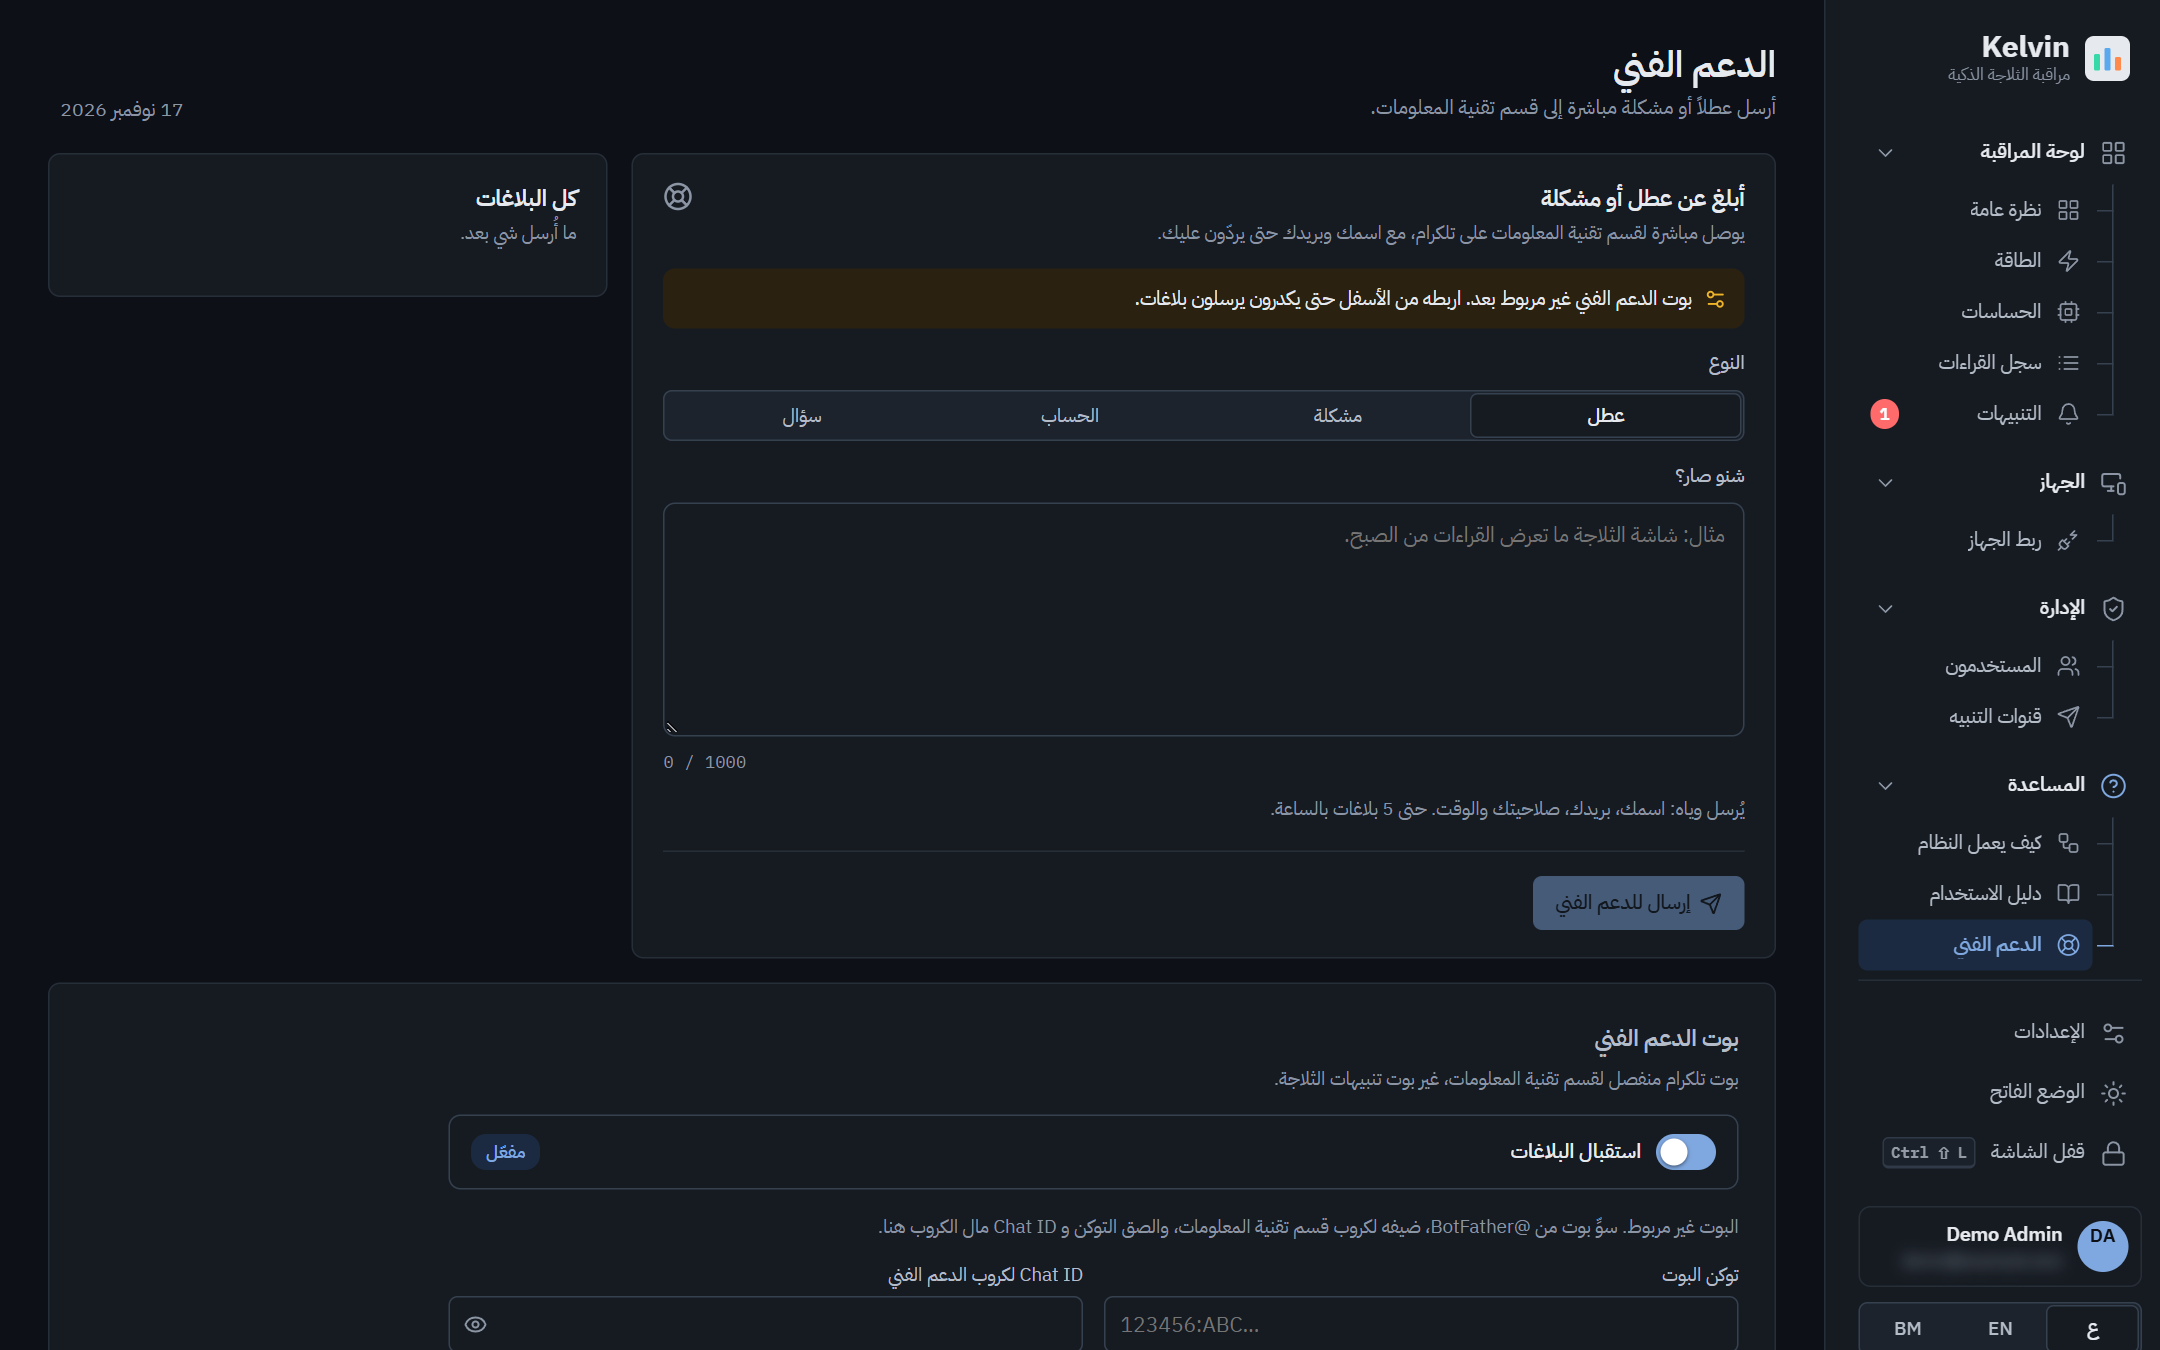 Kelvin
مراقبة الثلاجة الذكية
لوحة المراقبة
نظرة عامة
الطاقة
الحساسات
سجل القراءات
التنبيهات
1
الجهاز
ربط الجهاز
الإدارة
المستخدمون
قنوات التنبيه
المساعدة
كيف يعمل النظام
دليل الاستخدام
الدعم الفني
الإعدادات
الوضع الفاتح
قفل الشاشة Ctrl ⇧ L
DA Demo Admin
ع EN BM
الدعم الفني
أرسل عطلاً أو مشكلة مباشرة إلى قسم تقنية المعلومات.
17 نوفمبر 2026
أبلغ عن عطل أو مشكلة
يوصل مباشرة لقسم تقنية المعلومات على تلكرام، مع اسمك وبريدك حتى يردّون عليك.
بوت الدعم الفني غير مربوط بعد. اربطه من الأسفل حتى يكدرون يرسلون بلاغات.
النوع
عطل مشكلة الحساب سؤال
شنو صار؟
مثال: شاشة الثلاجة ما تعرض القراءات من الصبح.
0 / 1000
يُرسل وياه: اسمك، بريدك، صلاحيتك والوقت. حتى 5 بلاغات بالساعة.
إرسال للدعم الفني
كل البلاغات
ما أُرسل شي بعد.
بوت الدعم الفني
بوت تلكرام منفصل لقسم تقنية المعلومات، غير بوت تنبيهات الثلاجة.
استقبال البلاغات
مفعّل
البوت غير مربوط. سوِّ بوت من @BotFather، ضيفه لكروب قسم تقنية المعلومات، والصق التوكن و Chat ID مال الكروب هنا.
توكن البوت
123456:ABC...
Chat ID لكروب الدعم الفني